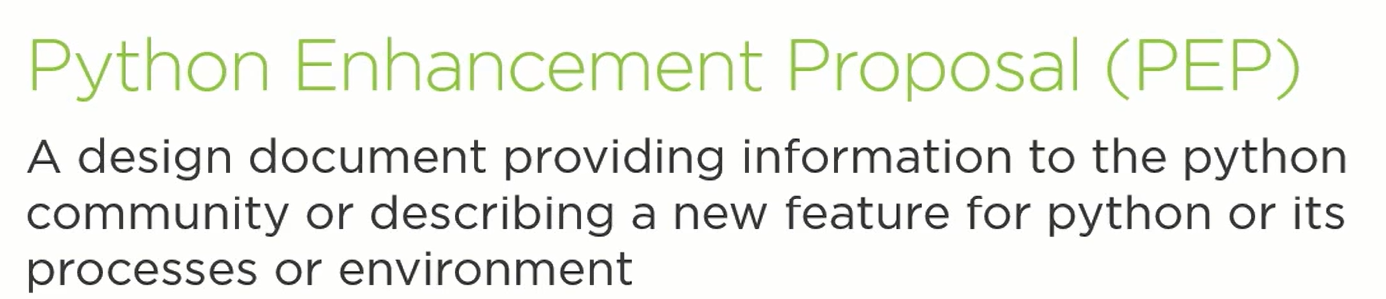 Python Enhancement Proposal (PEP)
A design document providing information to the python
community or describing a new feature for python or its
processes or environment